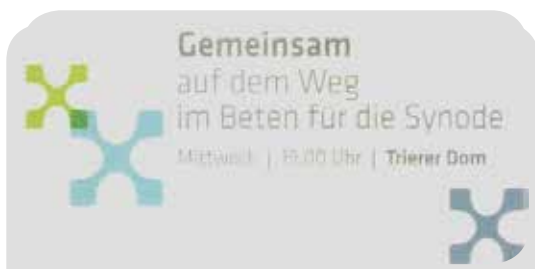 Gemeinsam
auf dem Weg
im Beten für die Synode
Mittwoch | 19.00 Uhr | Trierer Dom